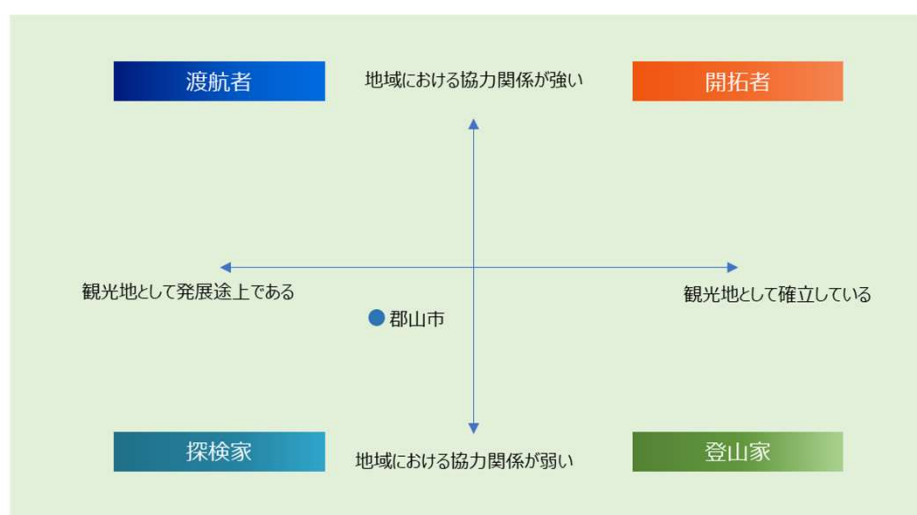 渡航者
地域における協力関係が強い
開拓者
観光地として発展途上である
観光地として確立している
郡山市
探検家
地域における協力関係が弱い
登山家